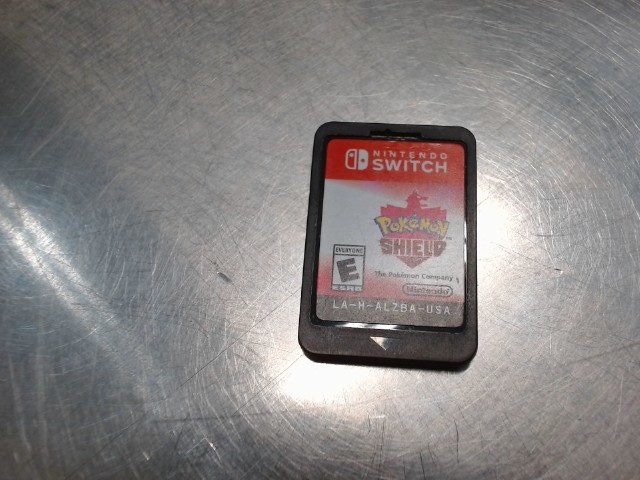 NINTENDO
SWITCH
Pokémon
SHIELD
EVERYONE
E
ESRB
The Pokémon Company
Nintendo
LA-H-ALZBA-USA